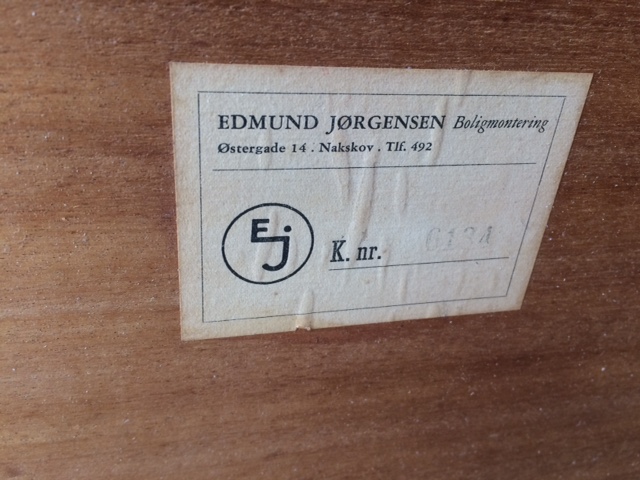 EDMUND JØRGENSEN Boligmontering
Østergade 14 . Nakskov . Tlf. 492
Ej
K. nr.